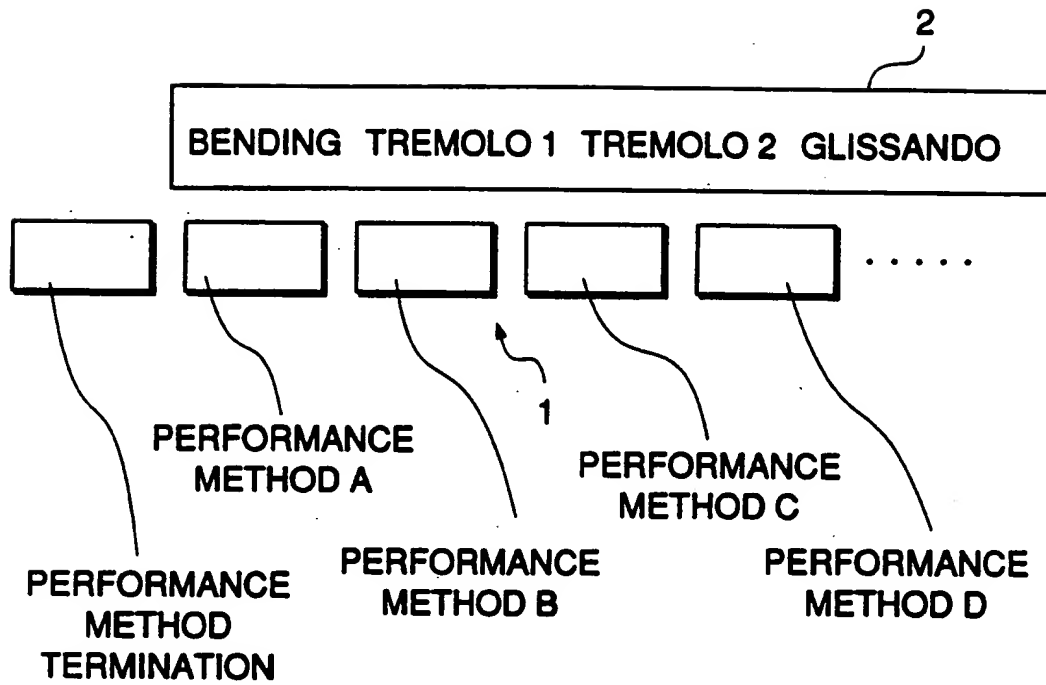 2
BENDING TREMOLO 1 TREMOLO 2 GLISSANDO
.....
1
PERFORMANCE
METHOD A
PERFORMANCE
METHOD C
PERFORMANCE
METHOD B
PERFORMANCE
METHOD D
PERFORMANCE
METHOD
TERMINATION